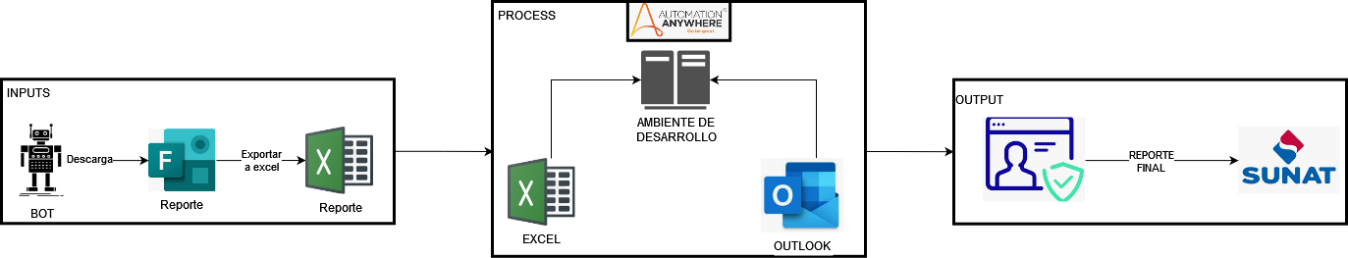 INPUTS
BOT
Descarga
F
Reporte
Exportar
a excel
X
Reporte
PROCESS
AUTOMATION
ANYWHERE
AMBIENTE DE
DESARROLLO
X
EXCEL
O
OUTLOOK
OUTPUT
REPORTE
FINAL
SUNAT